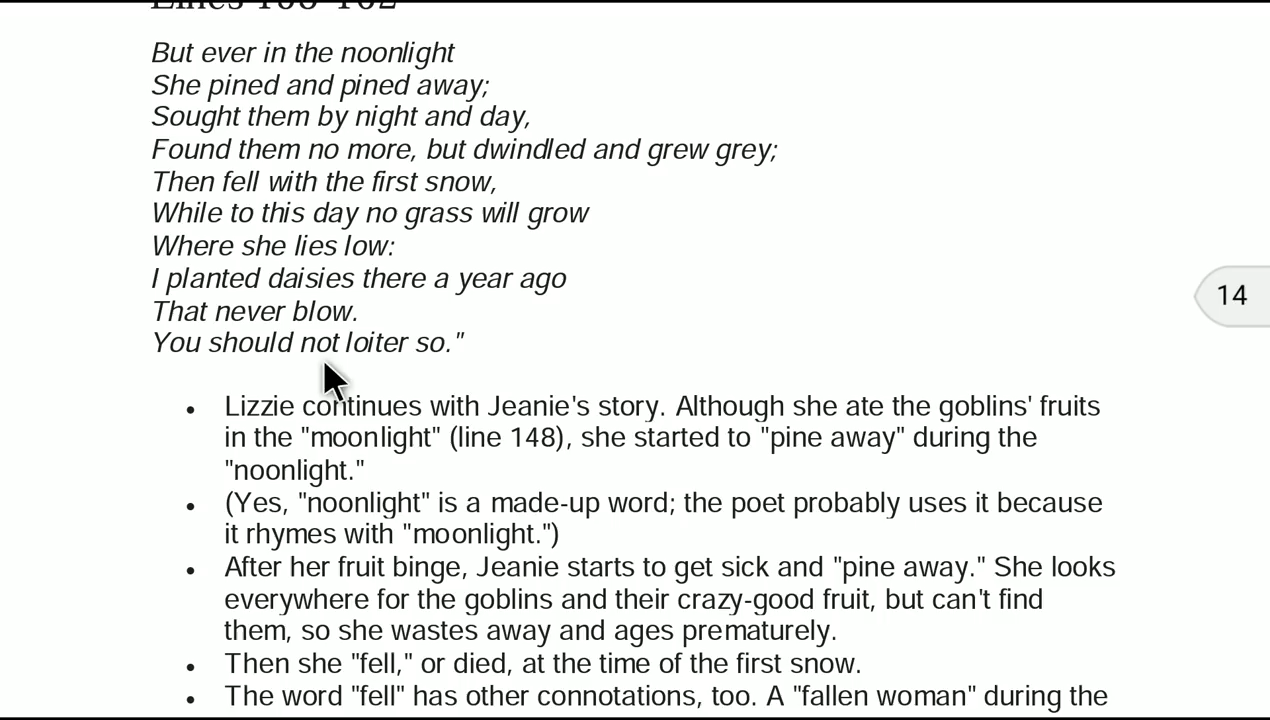 Lines 153-162
But ever in the noonlight
She pined and pined away;
Sought them by night and day,
Found them no more, but dwindled and grew grey;
Then fell with the first snow,
While to this day no grass will grow
Where she lies low:
I planted daisies there a year ago
That never blow.
You should not loiter so."
14
• Lizzie continues with Jeanie's story. Although she ate the goblins' fruits
in the "moonlight" (line 148), she started to "pine away" during the
"noonlight."
• (Yes, "noonlight" is a made-up word; the poet probably uses it because
it rhymes with "moonlight.")
• After her fruit binge, Jeanie starts to get sick and "pine away." She looks
everywhere for the goblins and their crazy-good fruit, but can't find
them, so she wastes away and ages prematurely.
• Then she "fell," or died, at the time of the first snow.
• The word "fell" has other connotations, too. A "fallen woman" during the